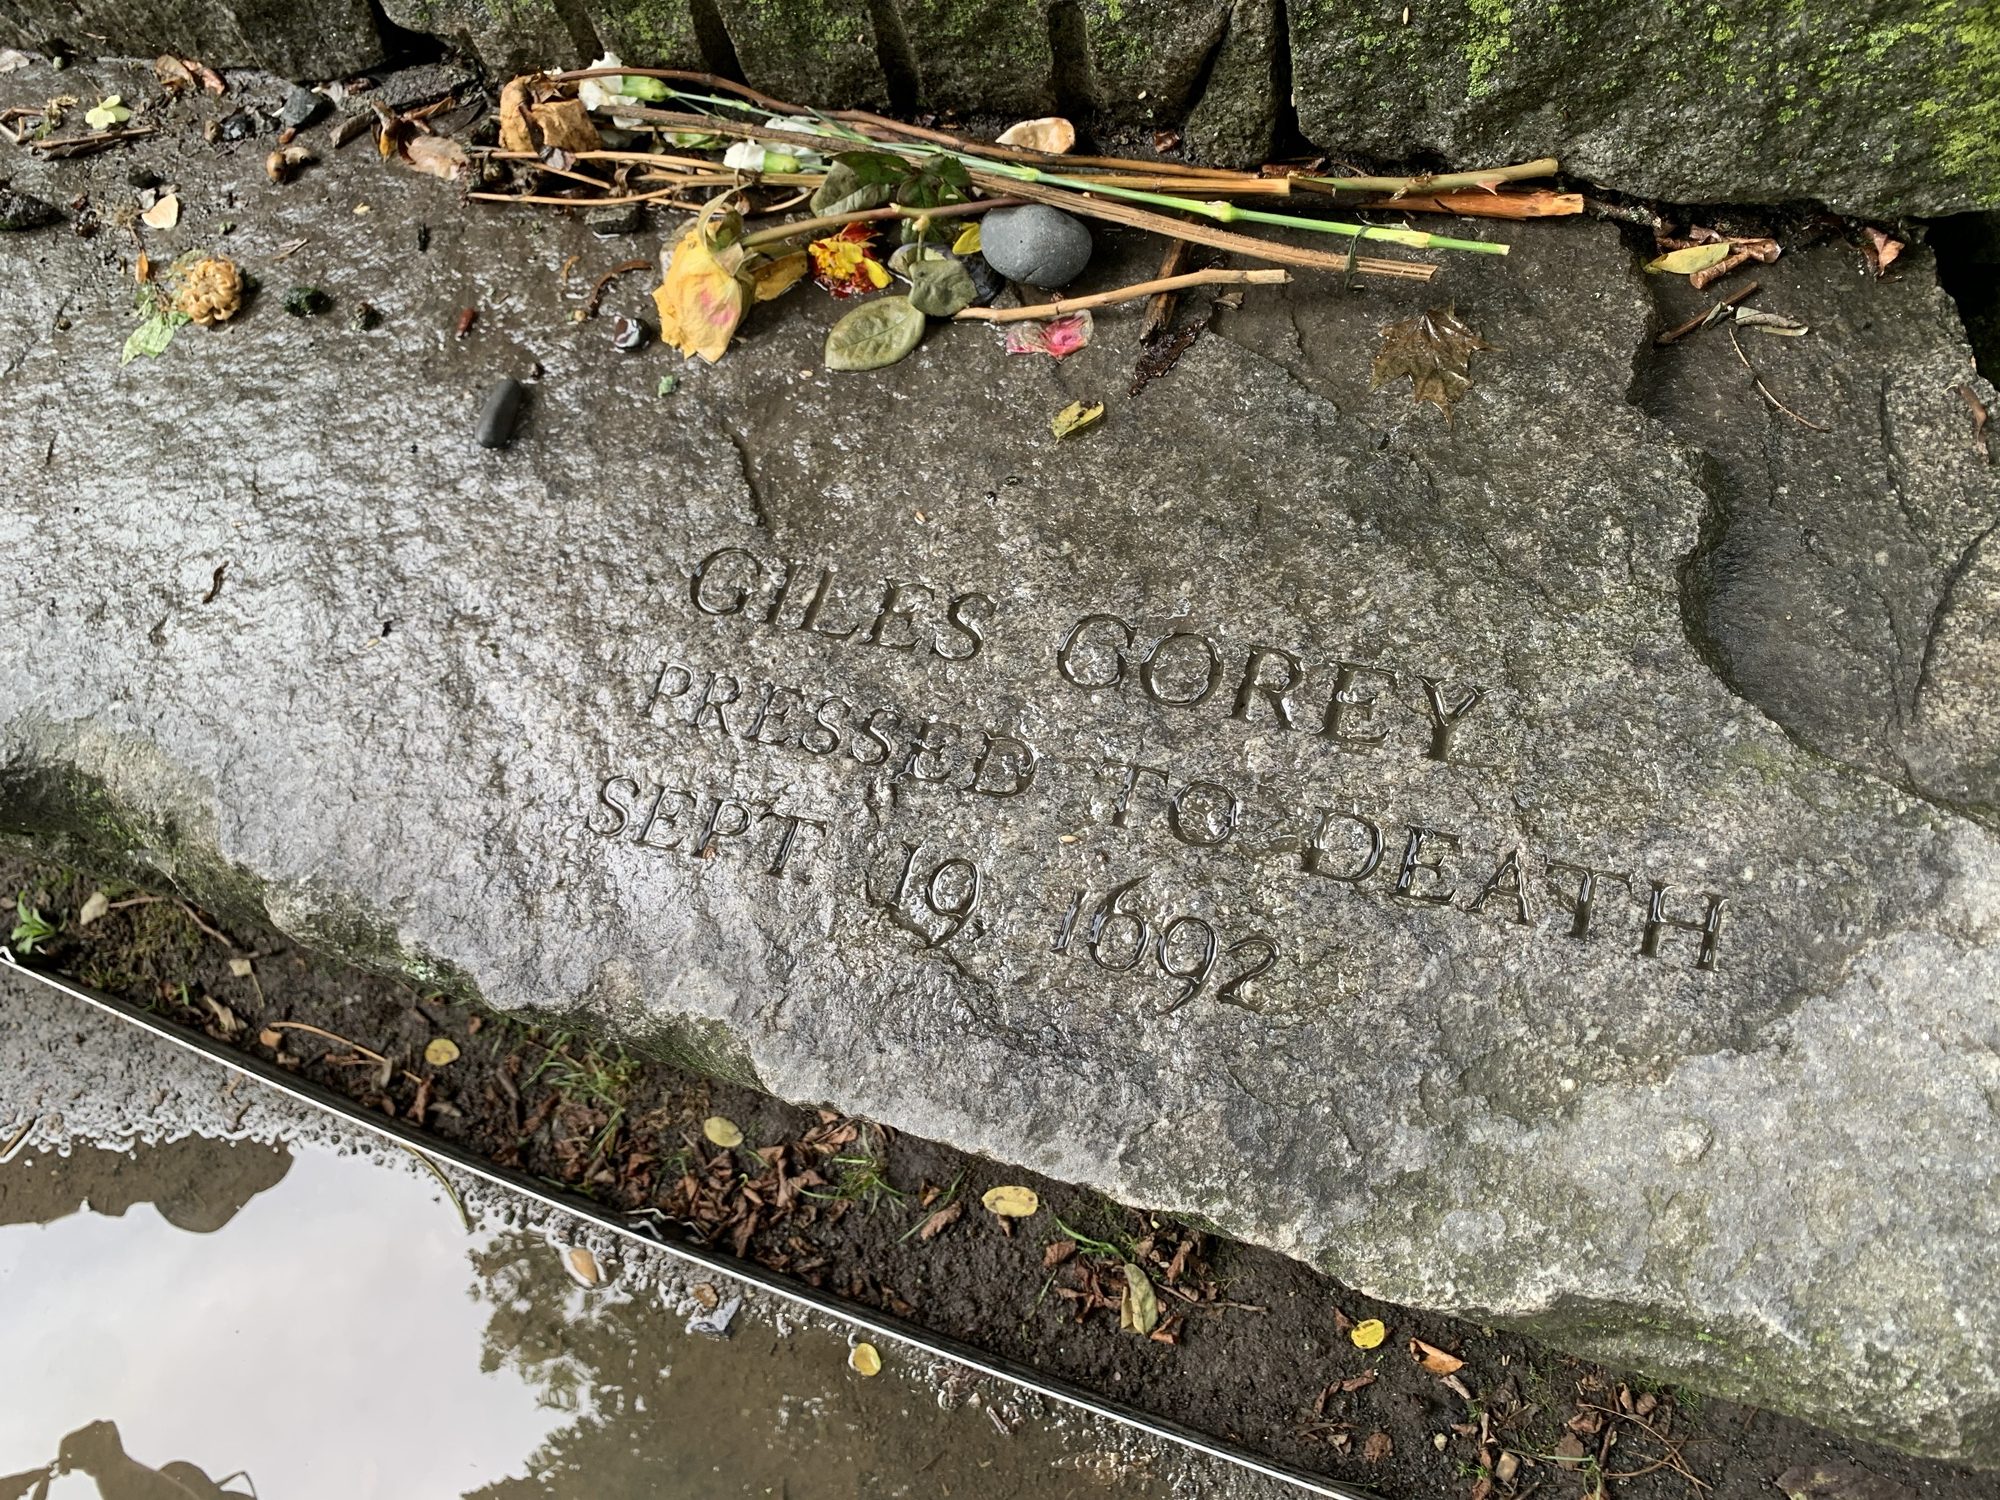 GILES COREY
PRESSED TO DEATH
SEPT. 19, 1692